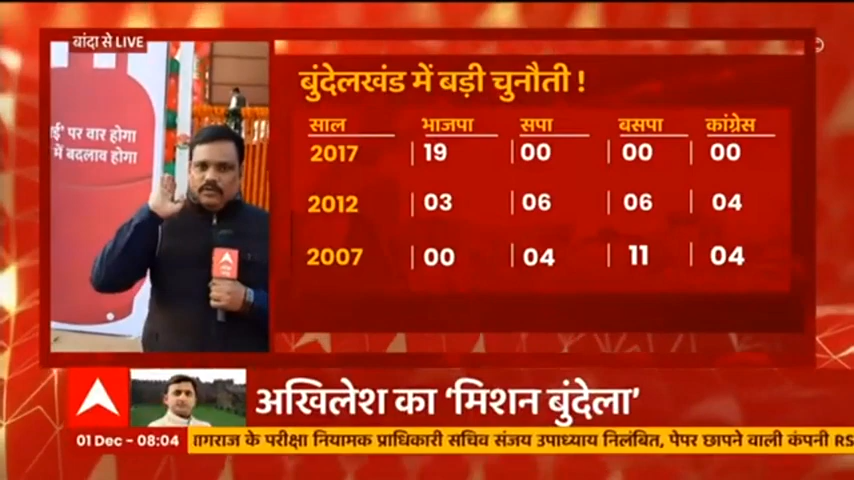 बांदा से LIVE
ई' पर वार होगा
में बदलाव होगा
बुंदेलखंड में बड़ी चुनौती !
साल भाजपा सपा बसपा कांग्रेस
2017 19 00 00 00
2012 03 06 06 04
2007 00 04 11 04
अखिलेश का 'मिशन बुंदेला'
01 Dec - 08:04 ागराज के परीक्षा नियामक प्राधिकारी सचिव संजय उपाध्याय निलंबित, पेपर छापने वाली कंपनी RS